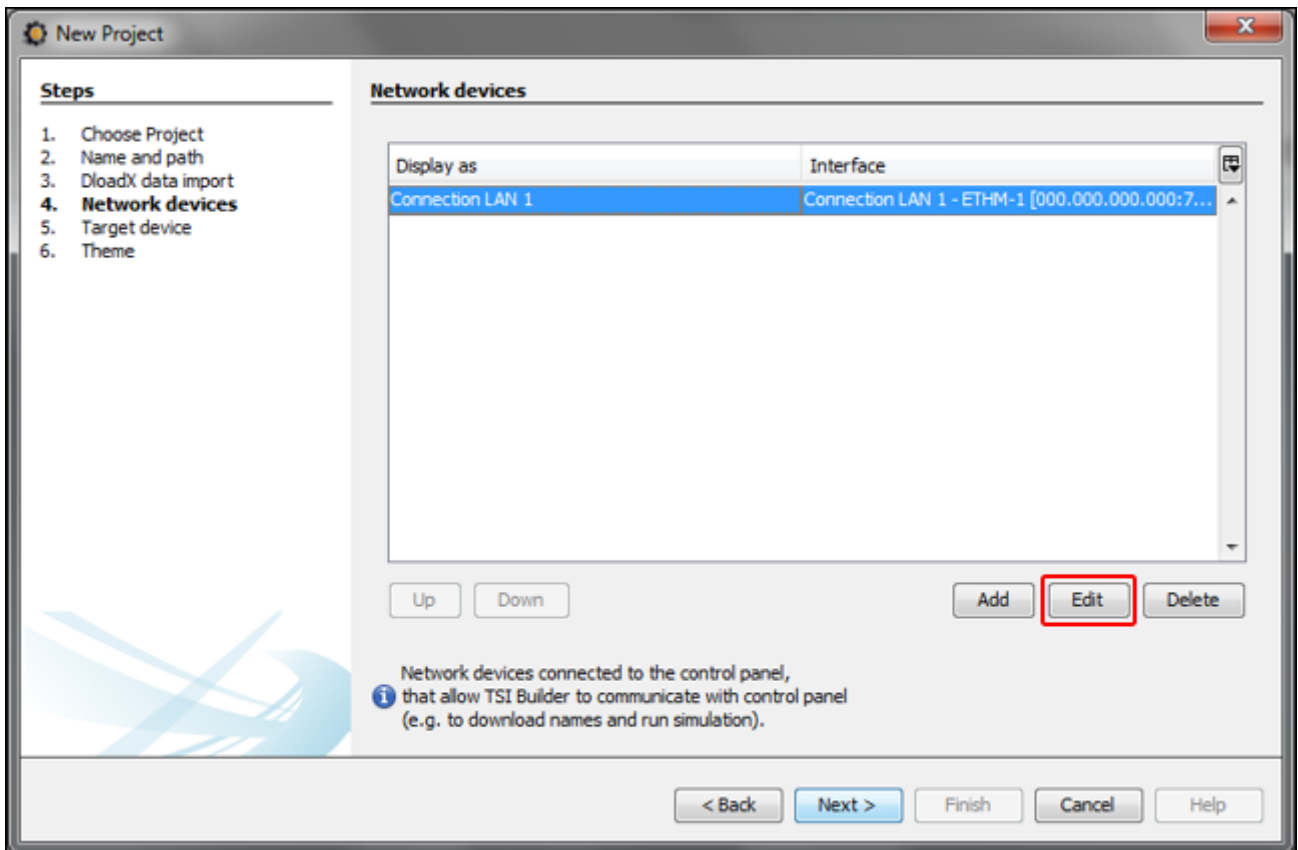 New Project
Steps
1. Choose Project
2. Name and path
3. DloadX data import
4. Network devices
5. Target device
6. Theme
Network devices
Display as Interface
Connection LAN 1 Connection LAN 1 - ETHM-1 [000.000.000.000:7...
Up Down Add Edit Delete
Network devices connected to the control panel,
that allow TSI Builder to communicate with control panel
(e.g. to download names and run simulation).
< Back Next > Finish Cancel Help